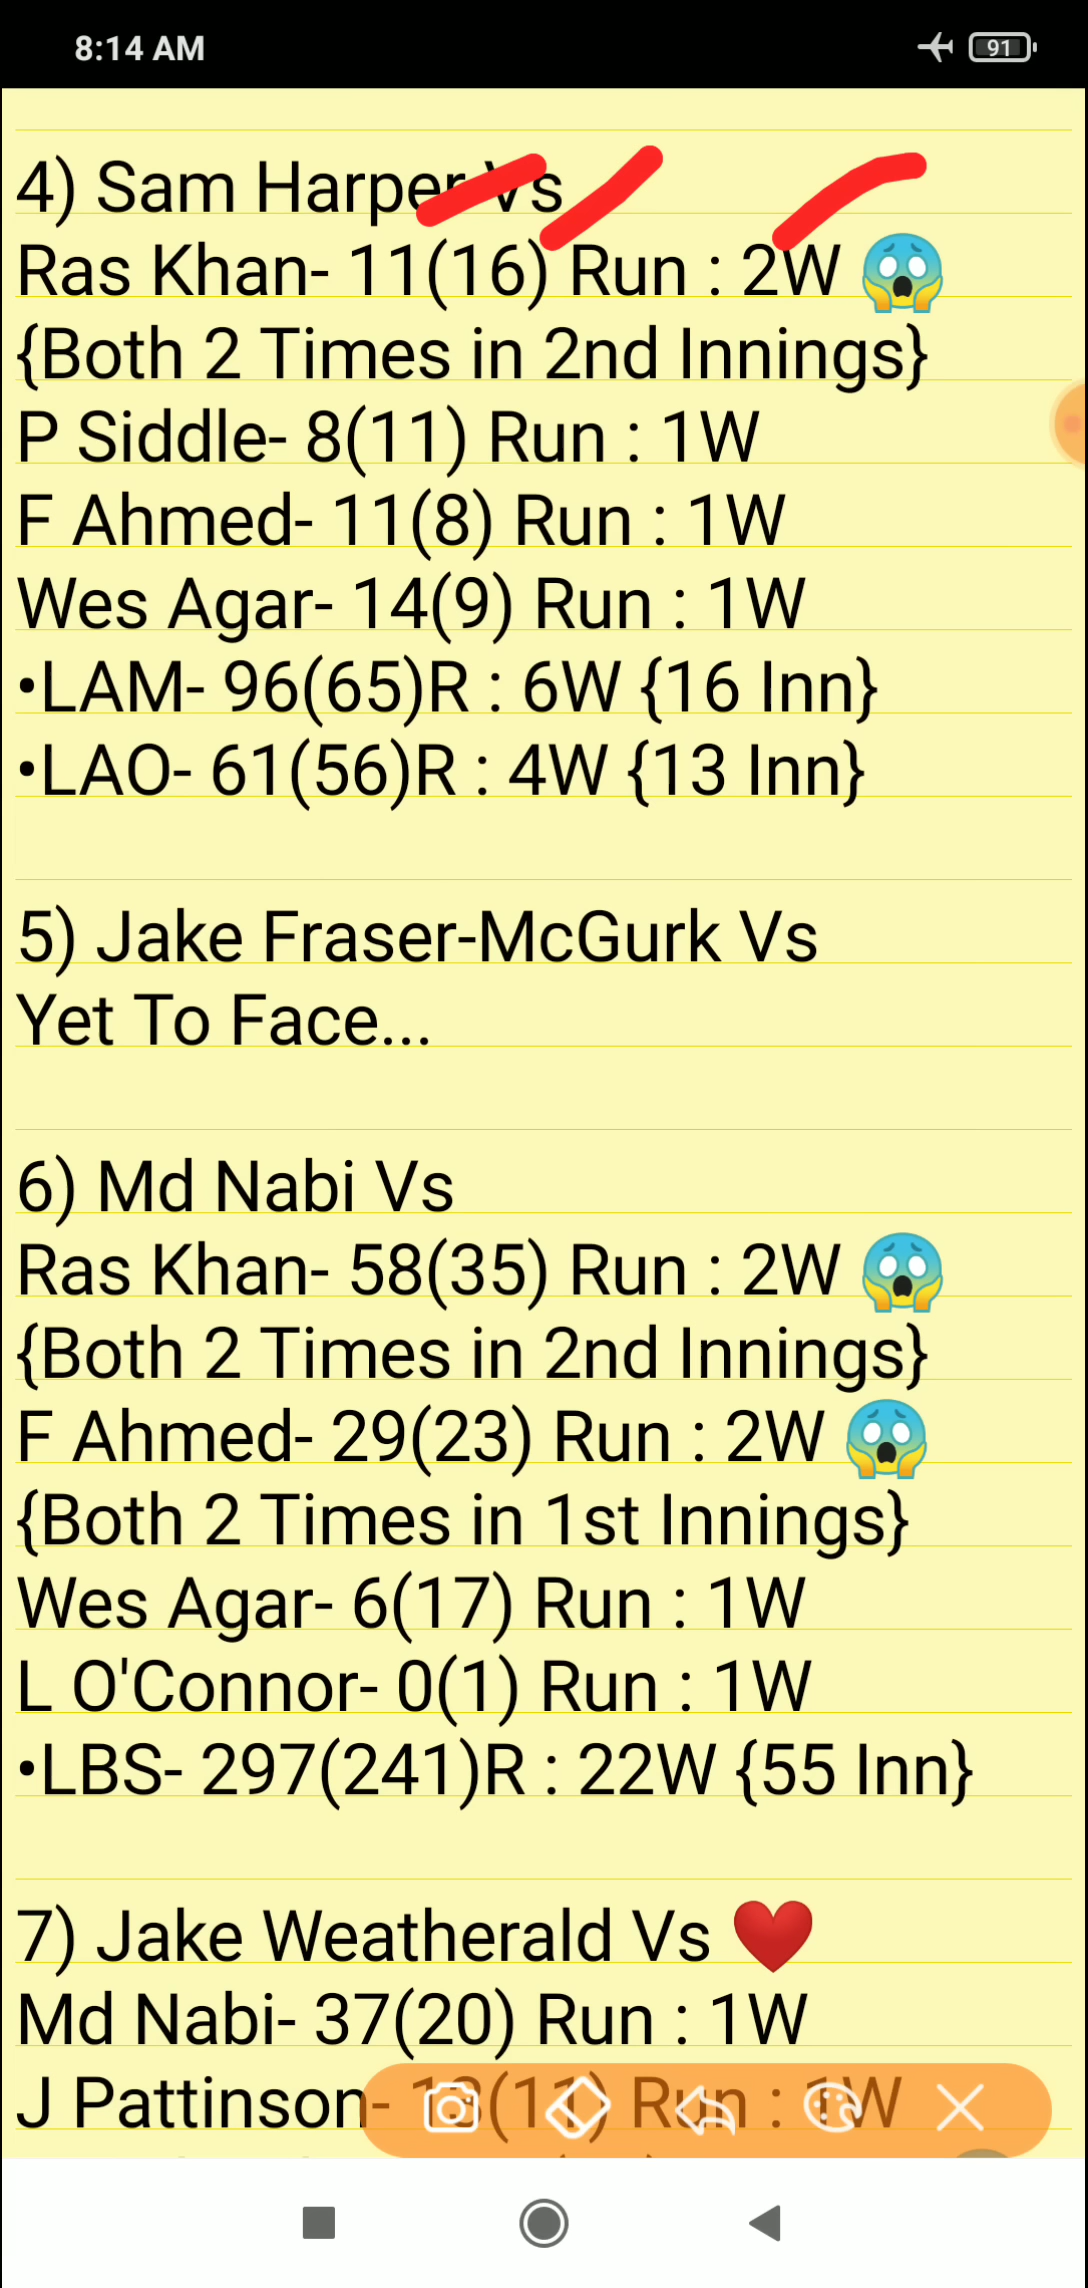 8:14 AM
91
4) Sam Harper Vs
Ras Khan- 11(16) Run : 2W 😱
{Both 2 Times in 2nd Innings}
P Siddle- 8(11) Run : 1W
F Ahmed- 11(8) Run : 1W
Wes Agar- 14(9) Run : 1W
•LAM- 96(65)R : 6W {16 Inn}
•LAO- 61(56)R : 4W {13 Inn}
5) Jake Fraser-McGurk Vs
Yet To Face...
6) Md Nabi Vs
Ras Khan- 58(35) Run : 2W 😱
{Both 2 Times in 2nd Innings}
F Ahmed- 29(23) Run : 2W 😱
{Both 2 Times in 1st Innings}
Wes Agar- 6(17) Run : 1W
L O'Connor- 0(1) Run : 1W
•LBS- 297(241)R : 22W {55 Inn}
7) Jake Weatherald Vs ❤️
Md Nabi- 37(20) Run : 1W
J Pattinson- 13(11) Run : 1W